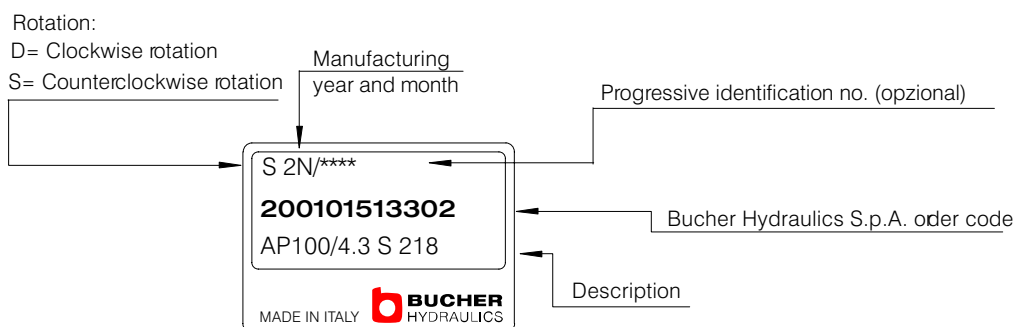 Rotation:
D= Clockwise rotation
S= Counterclockwise rotation
Manufacturing
year and month
Progressive identification no. (opzional)
S 2N/****
200101513302
AP100/4.3 S 218
Bucher Hydraulics S.p.A. order code
Description
MADE IN ITALY
BUCHER
HYDRAULICS